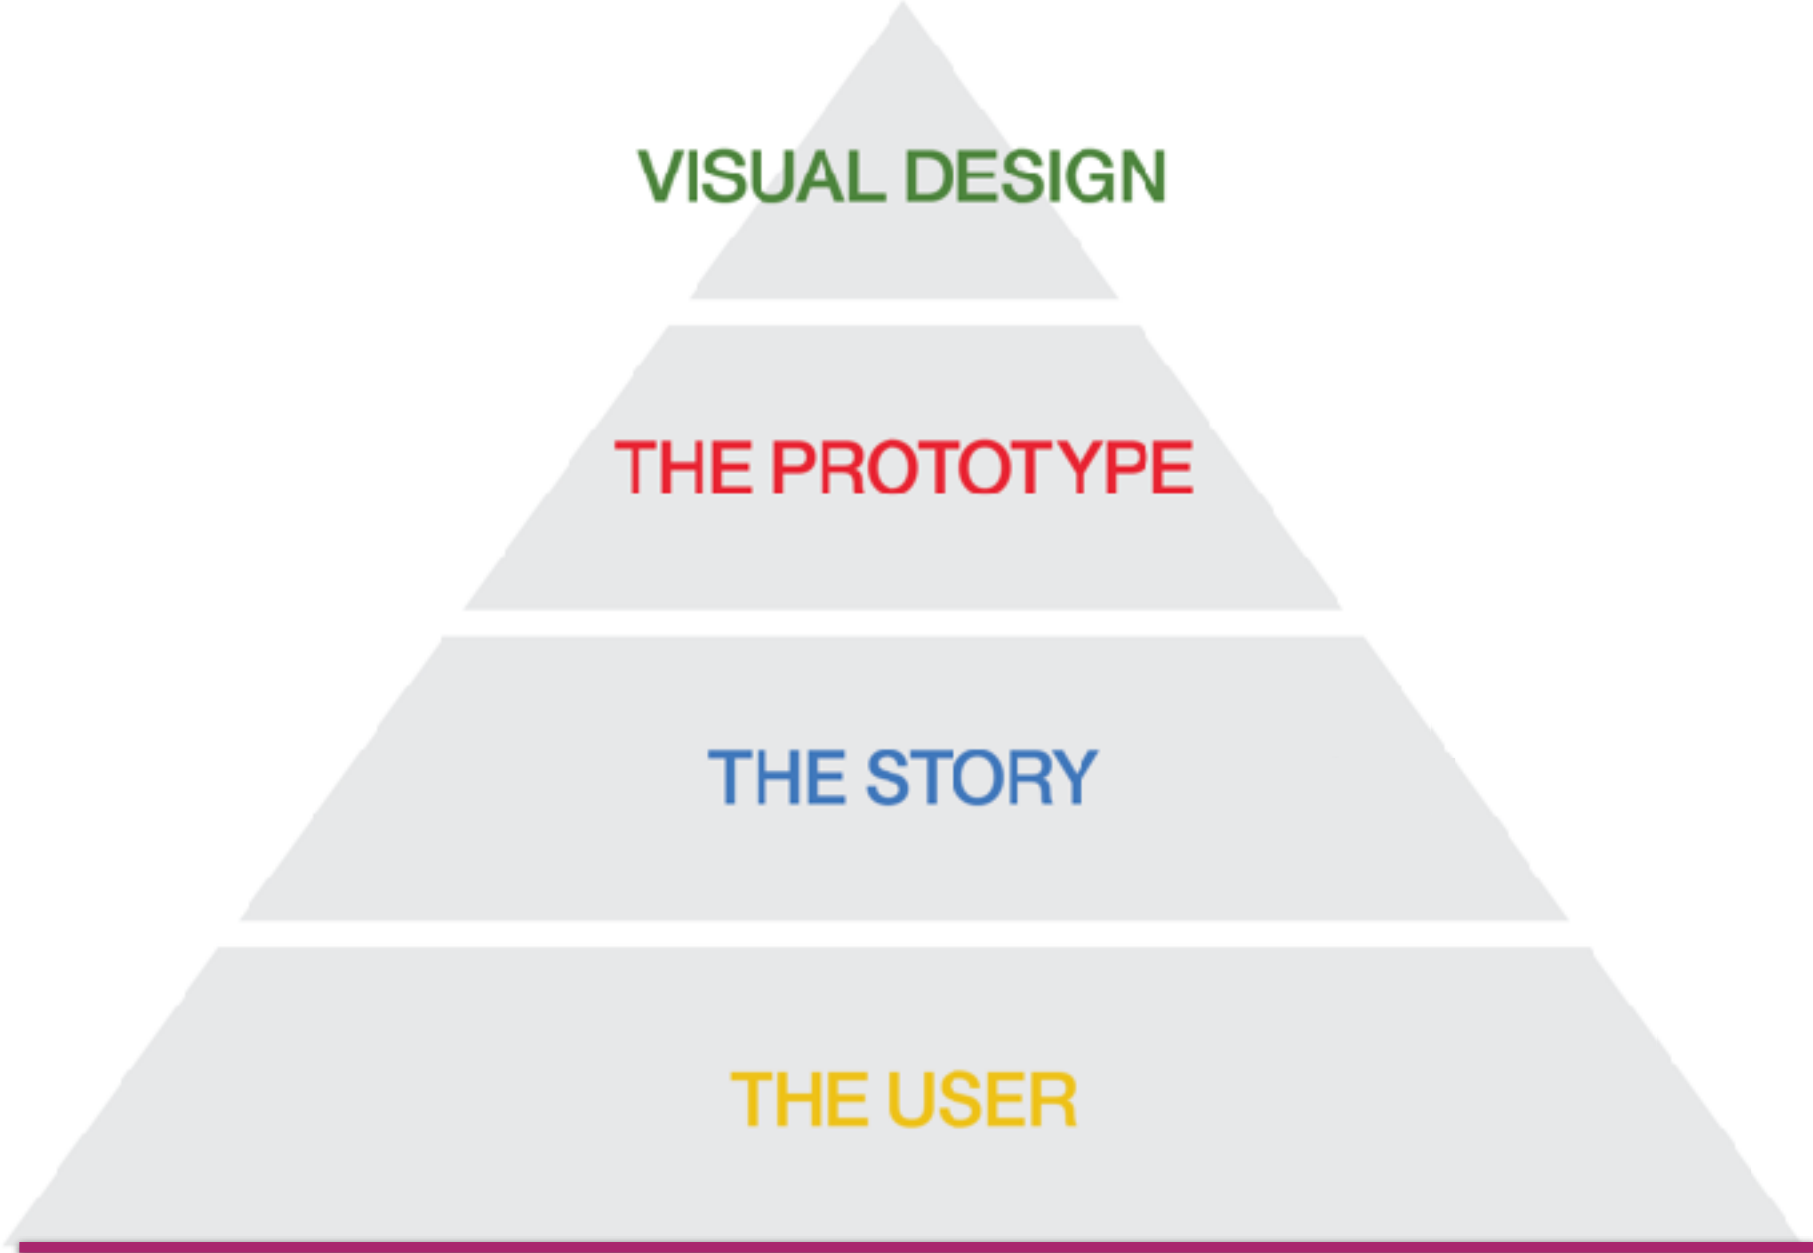 VISUAL DESIGN
THE PROTOTYPE
THE STORY
THE USER